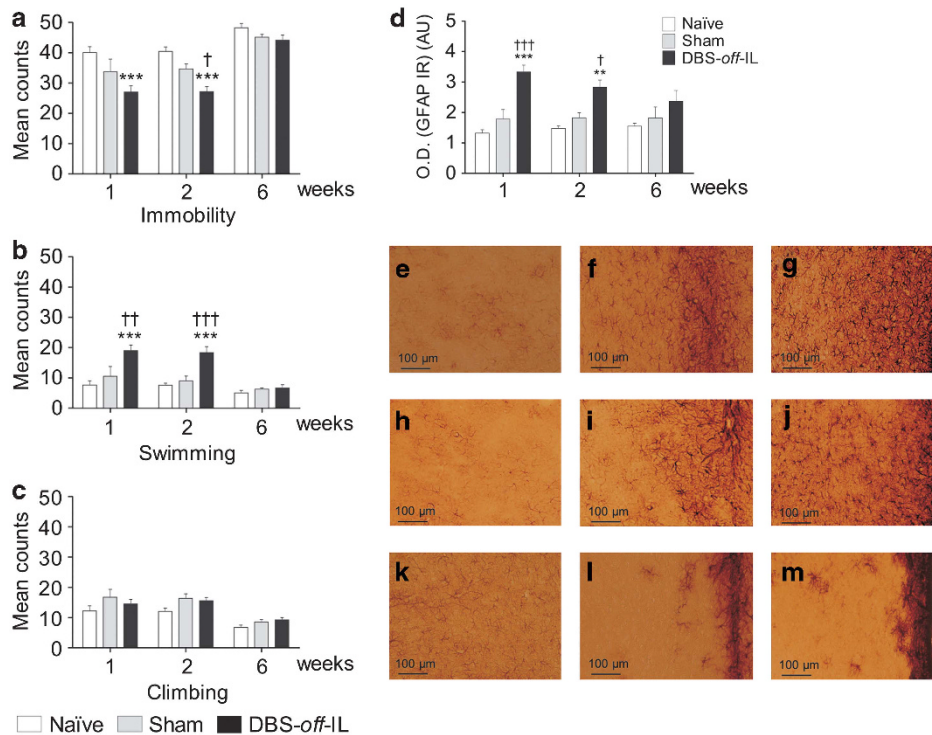 a
50
40
30
20
10
0
Mean counts
***
†
***
1 2 6 weeks
Immobility
b
50
40
30
20
10
0
Mean counts
††
***
†††
***
1 2 6 weeks
Swimming
c
50
40
30
20
10
0
Mean counts
1 2 6 weeks
Climbing
Naïve Sham DBS-off-IL
d
5
4
3
2
1
0
O.D. (GFAP IR) (AU)
†††
***
†
**
Naïve
Sham
DBS-off-IL
1 2 6 weeks
e
100 µm
f
100 µm
g
100 µm
h
100 µm
i
100 µm
j
100 µm
k
100 µm
l
100 µm
m
100 µm